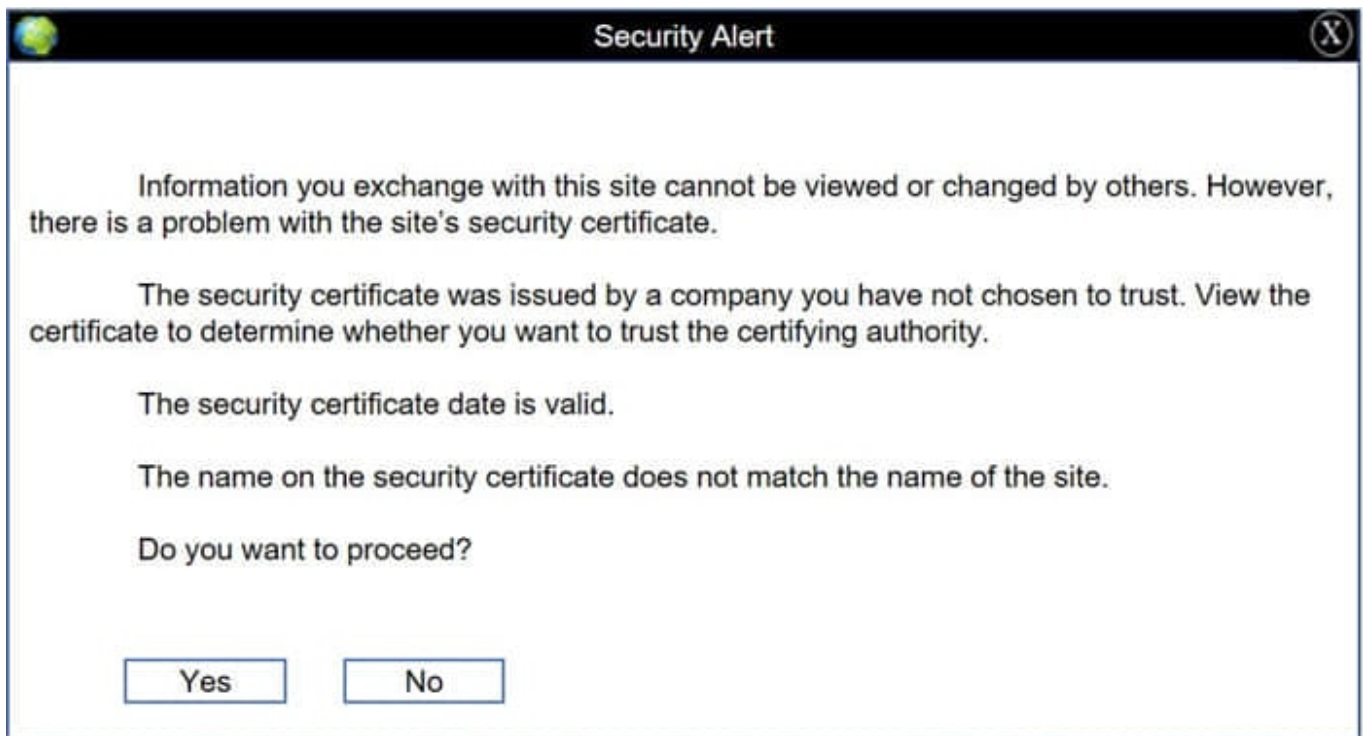 Security Alert
X
Information you exchange with this site cannot be viewed or changed by others. However,
there is a problem with the site's security certificate.
The security certificate was issued by a company you have not chosen to trust. View the
certificate to determine whether you want to trust the certifying authority.
The security certificate date is valid.
The name on the security certificate does not match the name of the site.
Do you want to proceed?
Yes No